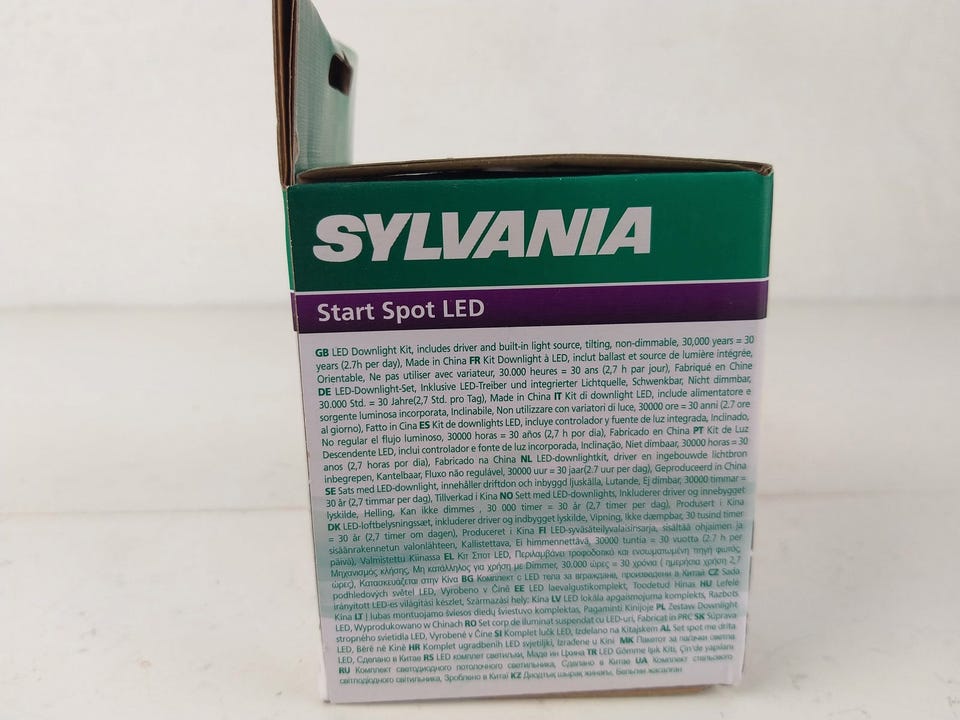 SYLVANIA
Start Spot LED
GB LED Downlight Kit, includes driver and built-in light source, tilting, non-dimmable, 30,000 years = 30
years (2.7h per day), Made in China FR Kit Downlight à LED, inclut ballast et source de lumière intégrée,
Orientable, Ne pas utiliser avec variateur, 30.000 heures = 30 ans (2,7 h par jour), Fabriqué en Chine
DE LED-Downlight-Set, Inklusive LED-Treiber und integrierter Lichtquelle, Schwenkbar, Nicht dimmbar,
30.000 Std. = 30 Jahre(2,7 Std. pro Tag), Made in China IT Kit di downlight LED, include alimentatore e
sorgente luminosa incorporata, Inclinabile, Non utilizzare con variatori di luce, 30000 ore = 30 anni (2.7 ore
al giorno), Fatto in Cina ES Kit de downlights LED, incluye controlador y fuente de luz integrada, Inclinado,
No regular el flujo luminoso, 30000 horas = 30 años (2,7 h por dia), Fabricado en China PT Kit de Luz
Descendente LED, inclui controlador e fonte de luz incorporada, Inclinação, Niet dimbaar, 30000 horas = 30
anos (2,7 horas por dia), Fabricado na China NL LED-downlightkit, driver en ingebouwde lichtbron
inbegrepen, Kantelbaar, Fluxo não regulável, 30000 uur = 30 jaar(2.7 uur per dag), Geproduceerd in China
SE Sats med LED-downlight, innehåller driftdon och inbyggd ljuskälla, Lutande, Ej dimbar, 30000 timmar =
30 år (2,7 timmar per dag), Tillverkad i Kina NO Sett med LED-downlights, Inkluderer driver og innebygget
lyskilde, Helling, Kan ikke dimmes , 30 000 timer = 30 år (2,7 timer per dag), Produsert i Kina
DK LED-loftbelysningssæt, inkluderer driver og indbygget lyskilde, Vipning, Ikke dæmpbar, 30 tusind timer
= 30 år (2,7 timer om dagen), Produceret i Kina FI LED-syväsäteilyvalaisinsarja, sisältää ohjaimen ja
sisäänrakennetun valonlähteen, Kallistettava, Ei himmennettävä, 30000 tuntia = 30 vuotta (2.7 h per
päivä), Valmistettu Kiinassa EL Κιτ Σποτ LED, Περιλαμβάνει τροφοδοτικό και ενσωματωμένη πηγή φωτός,
Μηχανισμός κλήσης, Μη κατάλληλος για χρήση με Dimmer, 30.000 ώρες = 30 χρόνια ( ημερήσια χρήση 2,7
ώρες), Κατασκευάζεται στην Κίνα BG Комплект с LED тела за вграждане, произведени в Китай CZ Sada
podhledových světel LED, Vyrobeno v Číně EE LED laevalgustikomplekt, Toodetud Hiinas HU Lefelé
irányított LED-es világítási készlet, Származási hely: Kína LV LED lokāla apgaismojuma komplekts, Ražots
Ķīnā LT Į lubas montuojamo šviesos diedų šviestuvo komplektas, Pagaminti Kinijoje PL Zestaw Downlight
LED, Wyprodukowano w Chinach RO Set corp de iluminat suspendat cu LED-uri, Fabricat in PRC SK Súprava
stropného svietidla LED, Vyrobené v Číne SI Komplet lučk LED, Izdelano na Kitajskem AL Set spot me drita
LED, Bërë në Kinë HR Komplet ugradbenih LED svjetiljki, Izrađene u Kini MK Пакетот за палачки светла
LED, Сделано в Китае RS LED комплет светиљки, Маде ин Цхина TR LED Gömme Işık Kiti, Çin'de yapılanı
RU Комплект светодиодного потолочного светильника, Сделано в Китае UA Комплект стельового
світлодіодного світильника, Зроблено в Китаї KZ Диодтық шырақ жинағы, Бельгии жасалған